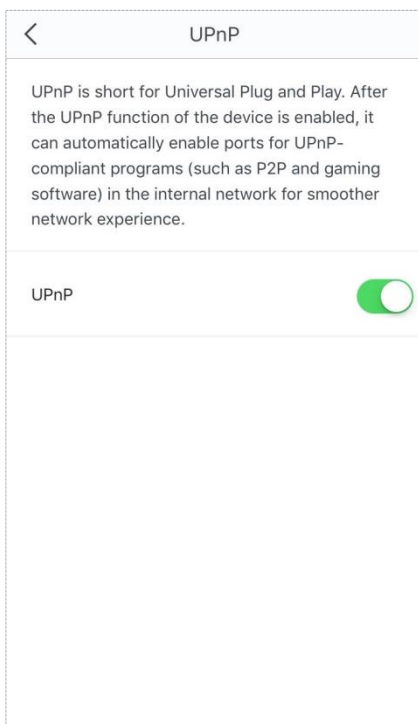 UPnP
UPnP is short for Universal Plug and Play. After
the UPnP function of the device is enabled, it
can automatically enable ports for UPnP-
compliant programs (such as P2P and gaming
software) in the internal network for smoother
network experience.
UPnP